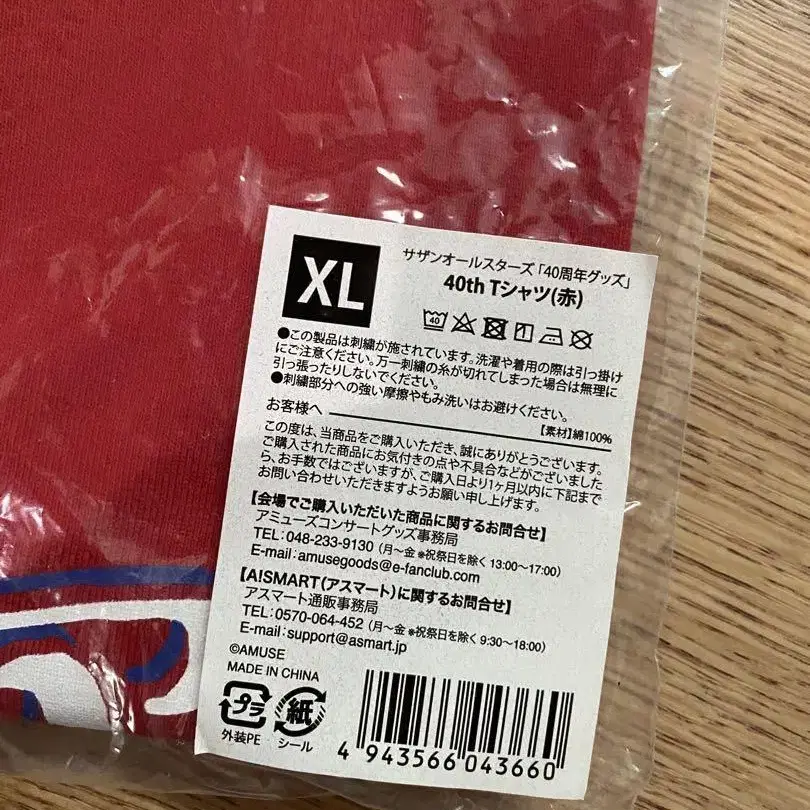 XL
サザンオールスターズ「40周年グッズ」
40th Tシャツ(赤)
40
●この製品は刺繍が施されています。洗濯や着用の際は引っ掛け
にご注意ください。万一刺繍の糸が切れてしまった場合は無理に
引っ張ったりしないでください。
●刺繍部分への強い摩擦やもみ洗いはお避けください。
【素材】綿100%
お客様へ
この度は、当商品をご購入いただき、誠にありがとうございます。
ご購入された商品にお気付きの点や不具合などがございました
ら、お手数ではございますが、ご購入日より1ヶ月以内に下記まで
お問い合わせいただきますようお願い申し上げます。
【会場でご購入いただいた商品に関するお問合せ】
アミューズコンサートグッズ事務局
TEL: 048-233-9130 (月〜金 ※祝祭日を除く 13:00〜17:00)
E-mail: amusegoods@e-fanclub.com
【A!SMART(アスマート)に関するお問合せ】
アスマート通販事務局
TEL: 0570-064-452 (月〜金 ※祝祭日を除く 9:30〜18:00)
E-mail: support@asmart.jp
©AMUSE
MADE IN CHINA
プラ
紙
外装PE
シール
4 943566 043660